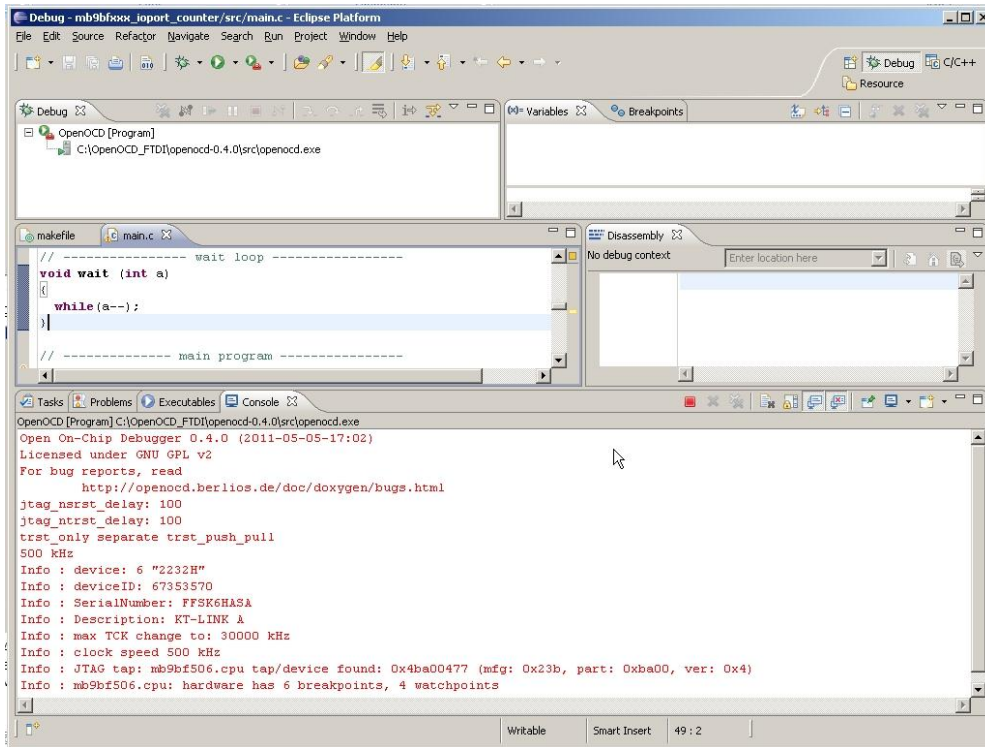 Debug - mb9bfxxx_ioport_counter/src/main.c - Eclipse Platform
File Edit Source Refactor Navigate Search Run Project Window Help
Debug C/C++
Resource
Debug
(x)= Variables Breakpoints
OpenOCD [Program]
C:\OpenOCD_FTDI\openocd-0.4.0\src\openocd.exe
makefile main.c
Disassembly
// ---------------- wait loop -----------------
void wait (int a)
{
while(a--);
}
// -------------- main program ----------------
No debug context Enter location here
Tasks Problems Executables Console
OpenOCD [Program] C:\OpenOCD_FTDI\openocd-0.4.0\src\openocd.exe
Open On-Chip Debugger 0.4.0 (2011-05-05-17:02)
Licensed under GNU GPL v2
For bug reports, read
http://openocd.berlios.de/doc/doxygen/bugs.html
jtag_nsrst_delay: 100
jtag_ntrst_delay: 100
trst_only separate trst_push_pull
500 kHz
Info : device: 6 "2232H"
Info : deviceID: 67353570
Info : SerialNumber: FFSK6HASA
Info : Description: KT-LINK A
Info : max TCK change to: 30000 kHz
Info : clock speed 500 kHz
Info : JTAG tap: mb9bf506.cpu tap/device found: 0x4ba00477 (mfg: 0x23b, part: 0xba00, ver: 0x4)
Info : mb9bf506.cpu: hardware has 6 breakpoints, 4 watchpoints
Writable Smart Insert 49 : 2